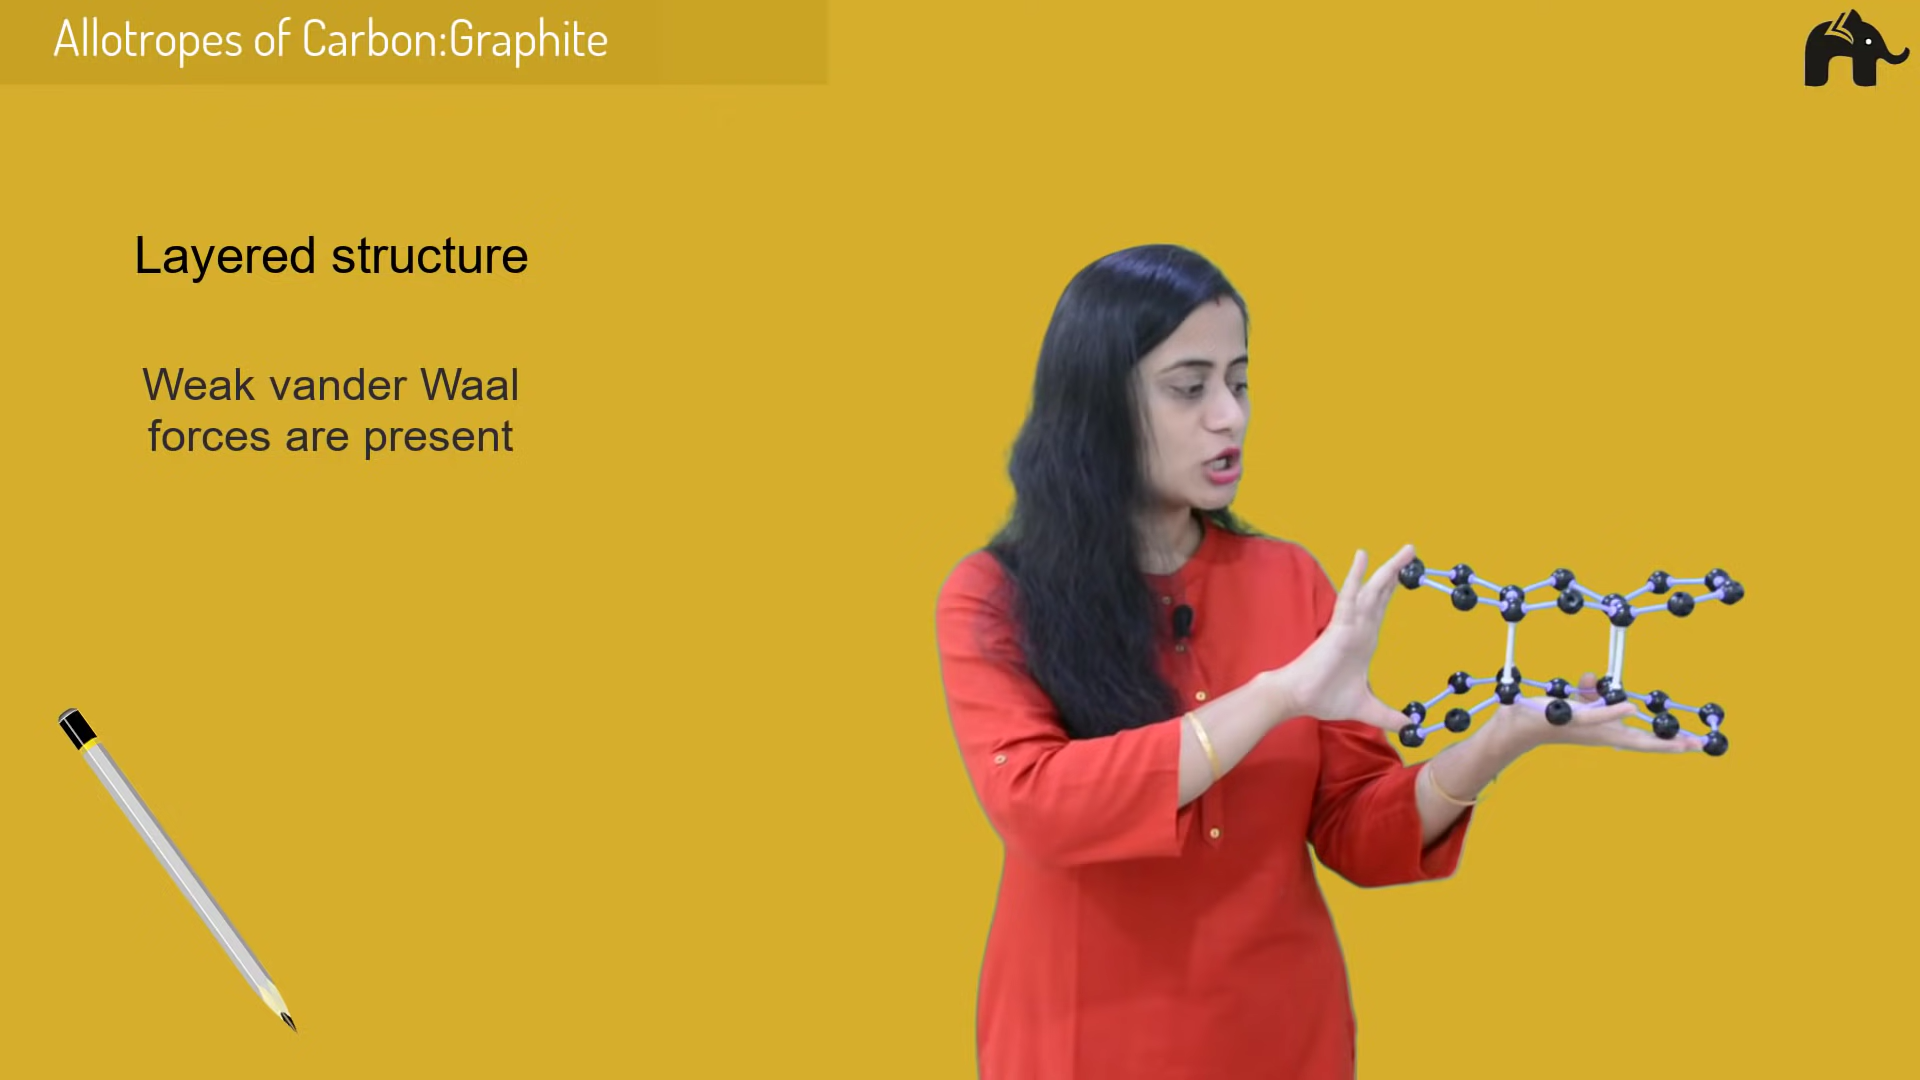 Allotropes of Carbon:Graphite
Layered structure
Weak vander Waal
forces are present